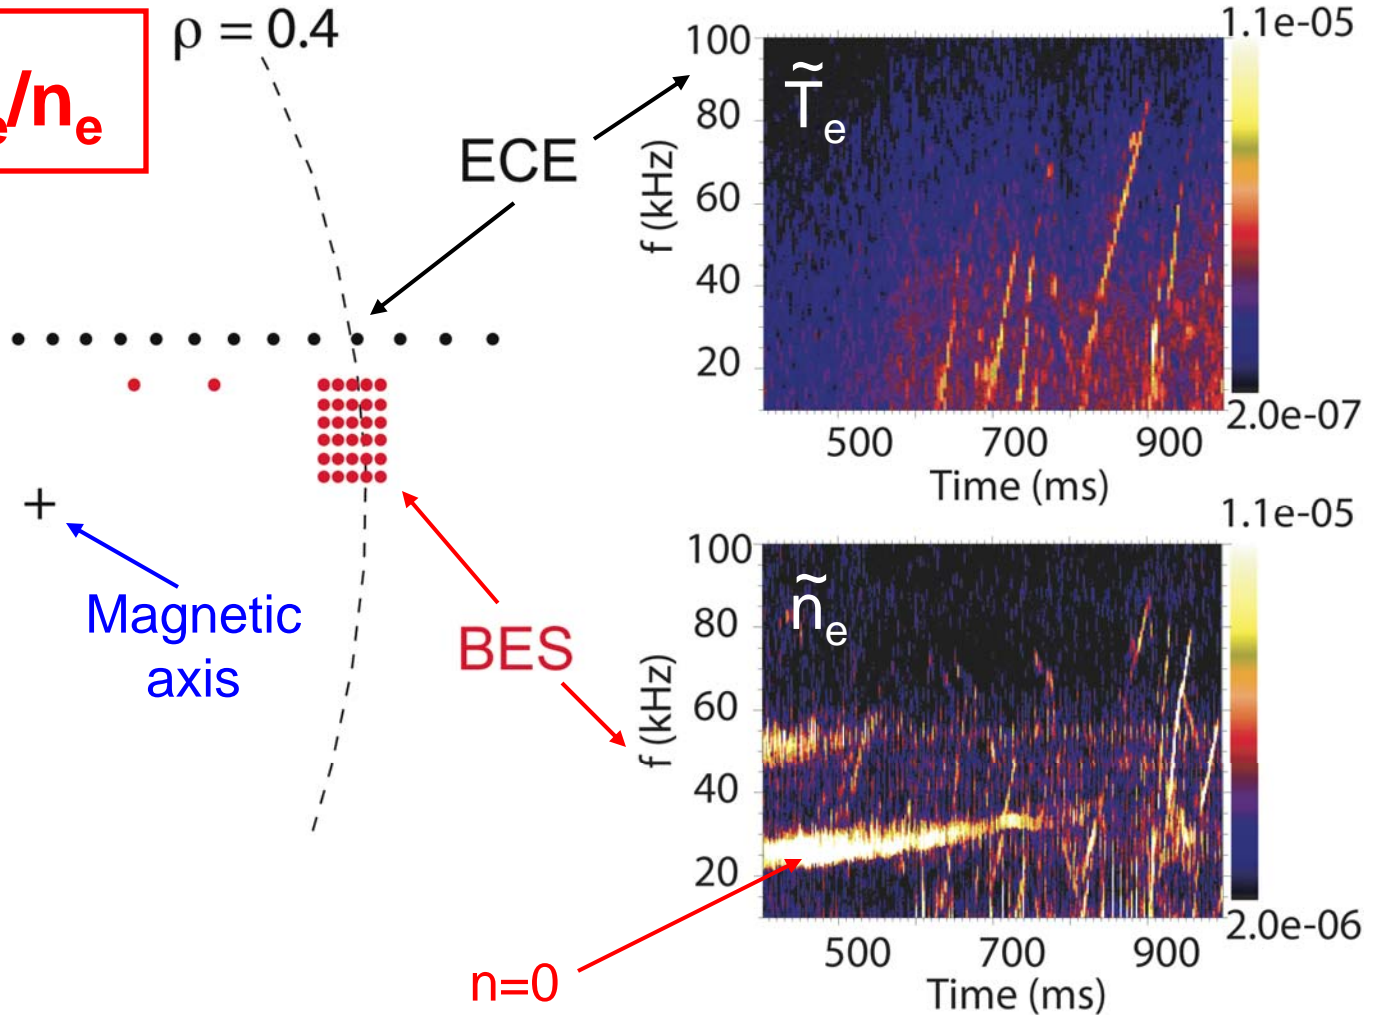 ρ = 0.4
e/nₑ
ECE
Magnetic
axis
BES
n=0
1.1e-05
100
80
60
40
20
f (kHz)
T̃ₑ
2.0e-07
500 700 900
Time (ms)
1.1e-05
100
80
60
40
20
f (kHz)
ñₑ
2.0e-06
500 700 900
Time (ms)